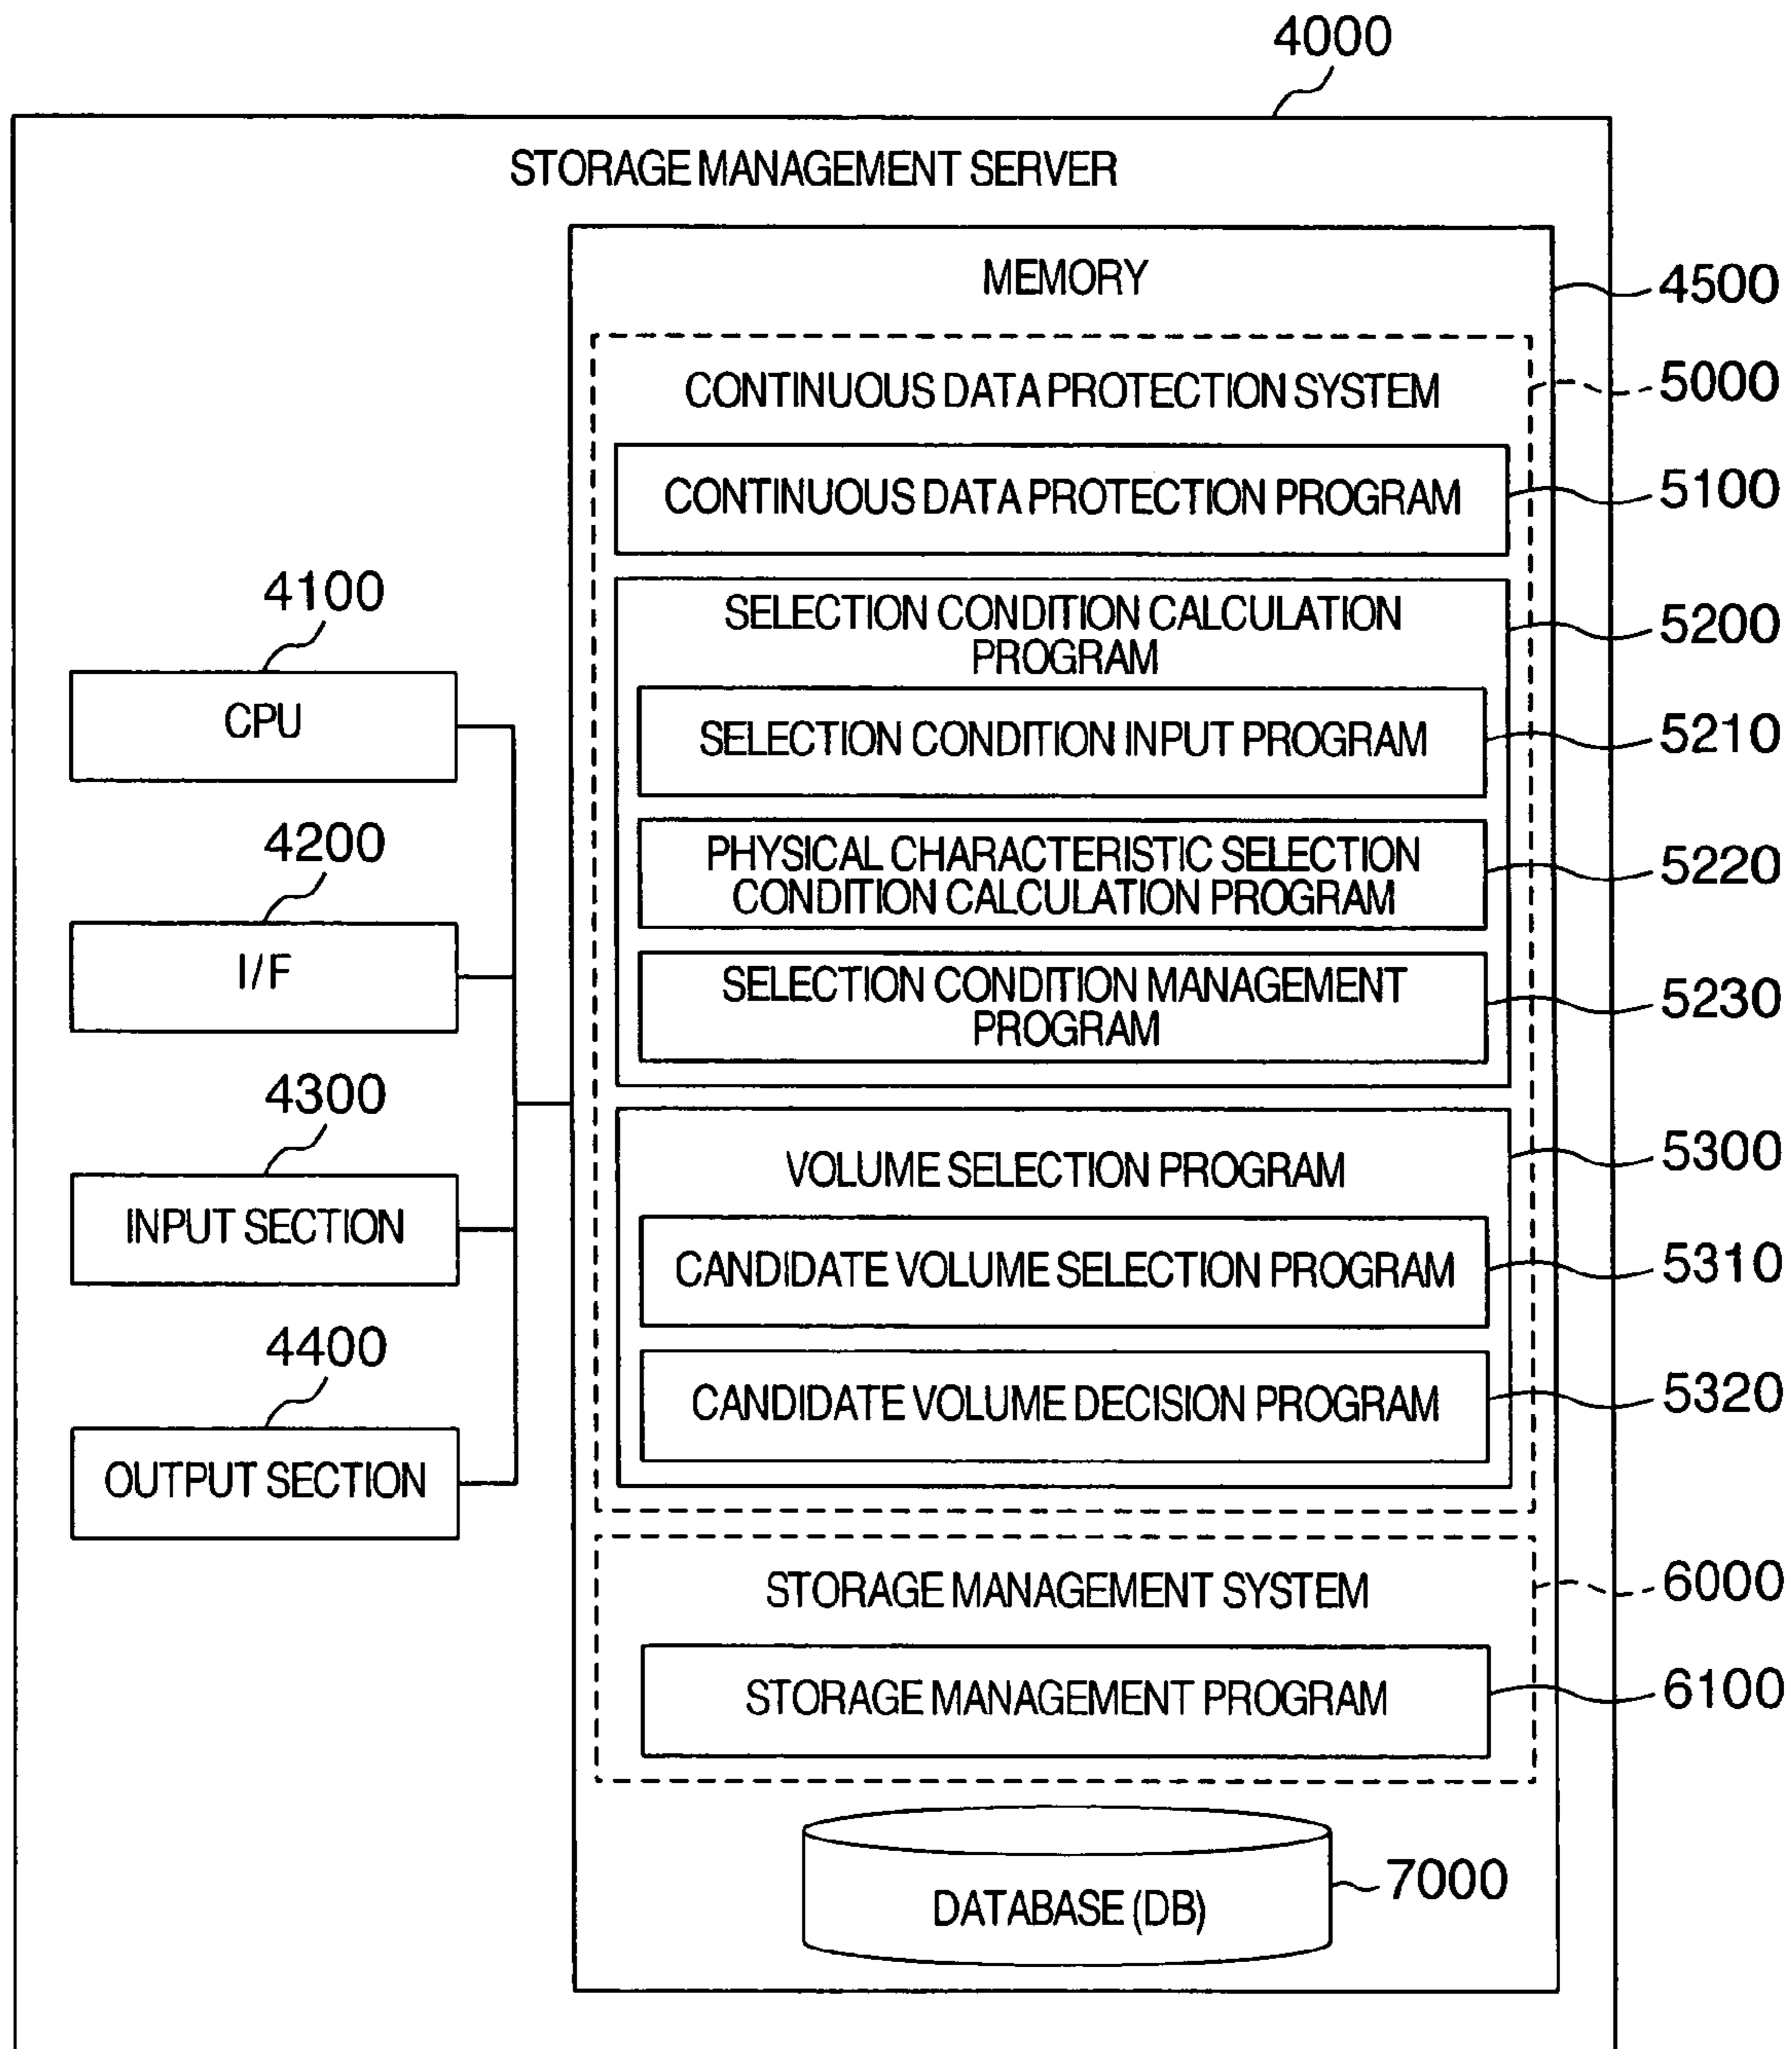 4000
STORAGE MANAGEMENT SERVER
MEMORY
4500
CONTINUOUS DATA PROTECTION SYSTEM
5000
CONTINUOUS DATA PROTECTION PROGRAM
5100
4100
CPU
SELECTION CONDITION CALCULATION
PROGRAM
5200
SELECTION CONDITION INPUT PROGRAM
5210
4200
I/F
PHYSICAL CHARACTERISTIC SELECTION
CONDITION CALCULATION PROGRAM
5220
SELECTION CONDITION MANAGEMENT
PROGRAM
5230
4300
INPUT SECTION
VOLUME SELECTION PROGRAM
5300
CANDIDATE VOLUME SELECTION PROGRAM
5310
4400
OUTPUT SECTION
CANDIDATE VOLUME DECISION PROGRAM
5320
STORAGE MANAGEMENT SYSTEM
6000
STORAGE MANAGEMENT PROGRAM
6100
DATABASE (DB)
7000